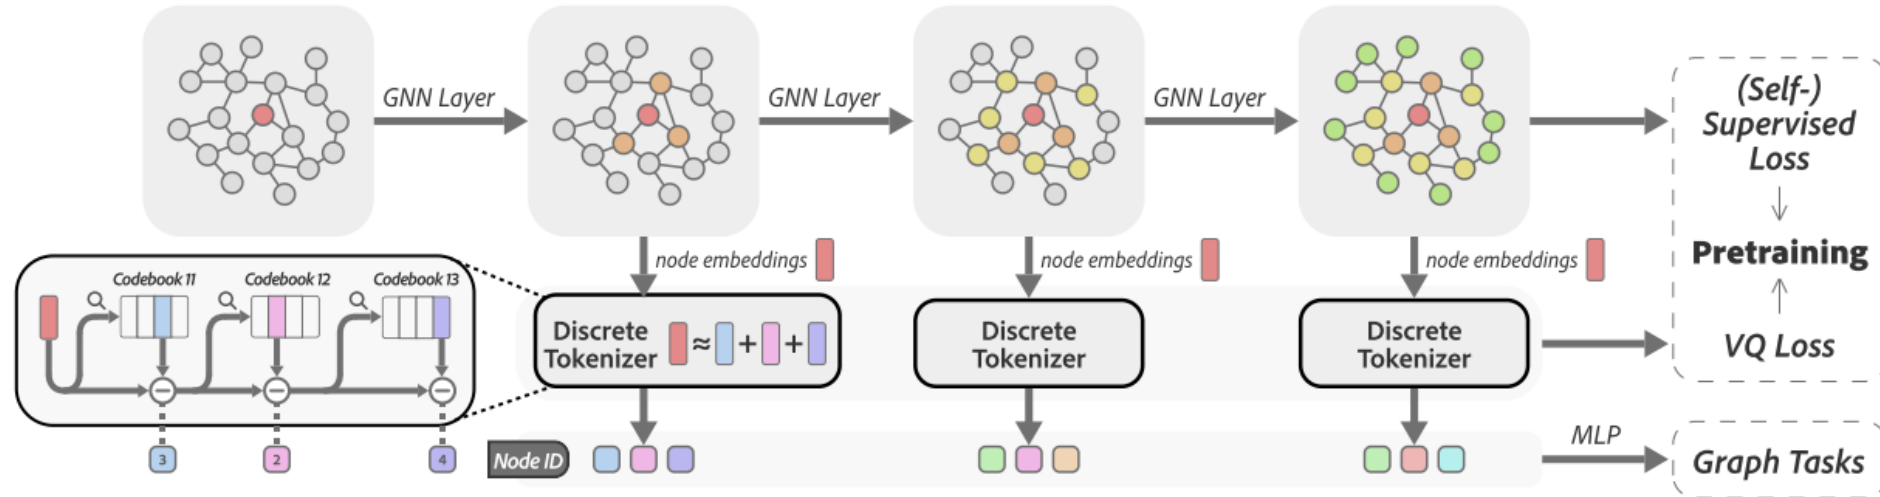 GNN Layer
GNN Layer
GNN Layer
(Self-)
Supervised
Loss
Pretraining
VQ Loss
node embeddings
node embeddings
node embeddings
Codebook 11
Codebook 12
Codebook 13
Discrete
Tokenizer
≈ + +
Discrete
Tokenizer
Discrete
Tokenizer
3
2
4
Node ID
MLP
Graph Tasks